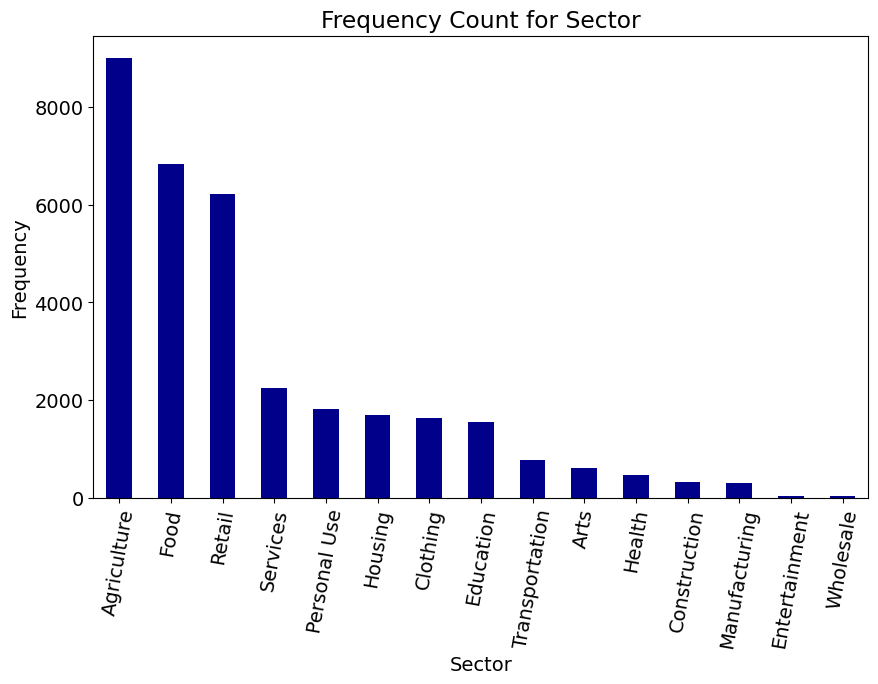 Frequency Count for Sector
Frequency
8000
6000
4000
2000
0
Agriculture
Food
Retail
Services
Personal Use
Housing
Clothing
Education
Transportation
Arts
Health
Construction
Manufacturing
Entertainment
Wholesale
Sector